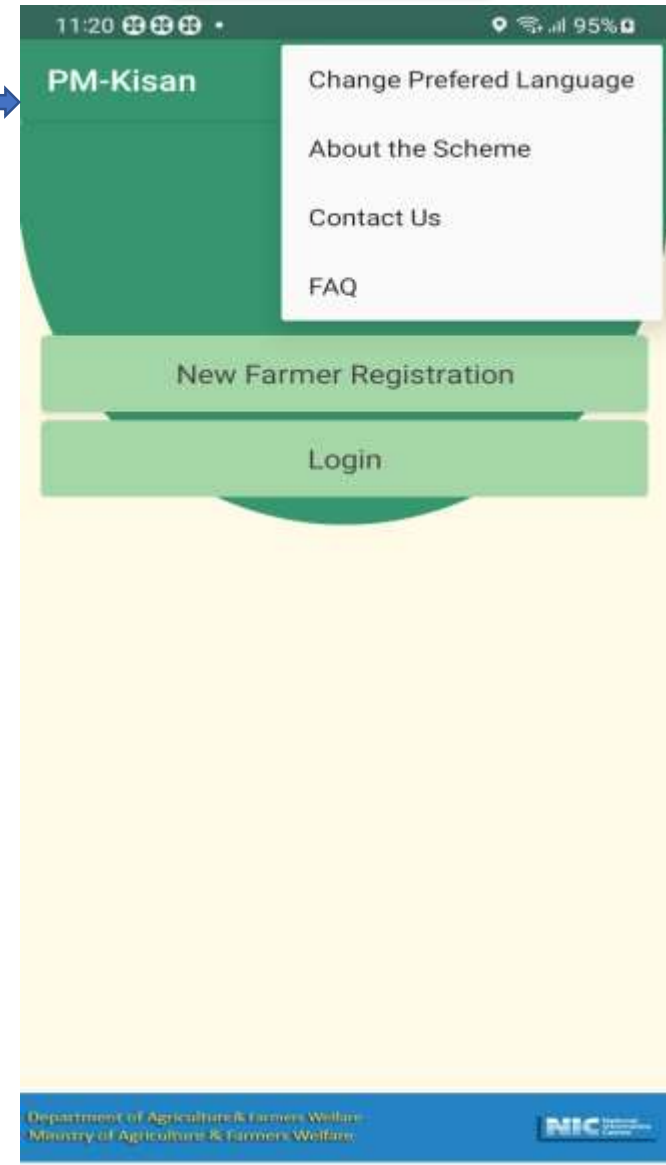 11:20
95%
PM-Kisan
Change Prefered Language
About the Scheme
Contact Us
FAQ
New Farmer Registration
Login
Department of Agriculture & Farmers Welfare
Ministry of Agriculture & Farmers Welfare
NIC